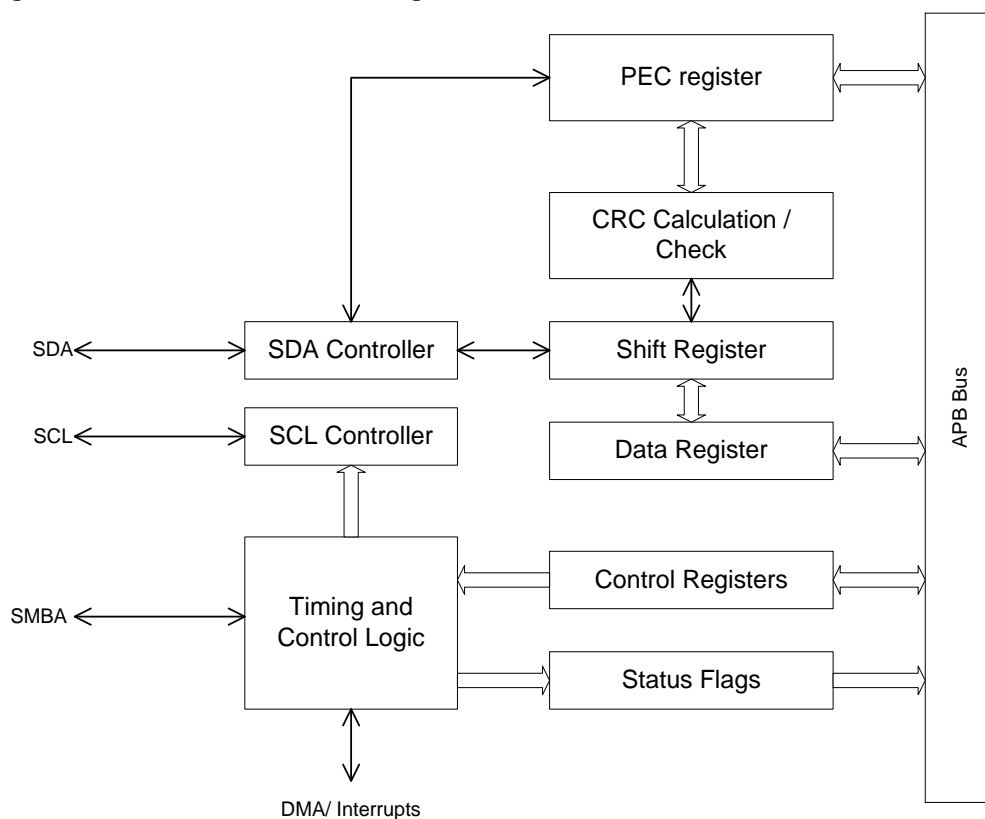 PEC register
CRC Calculation /
Check
SDA
SDA Controller
Shift Register
SCL
SCL Controller
Data Register
APB Bus
Control Registers
SMBA
Timing and
Control Logic
Status Flags
DMA/ Interrupts